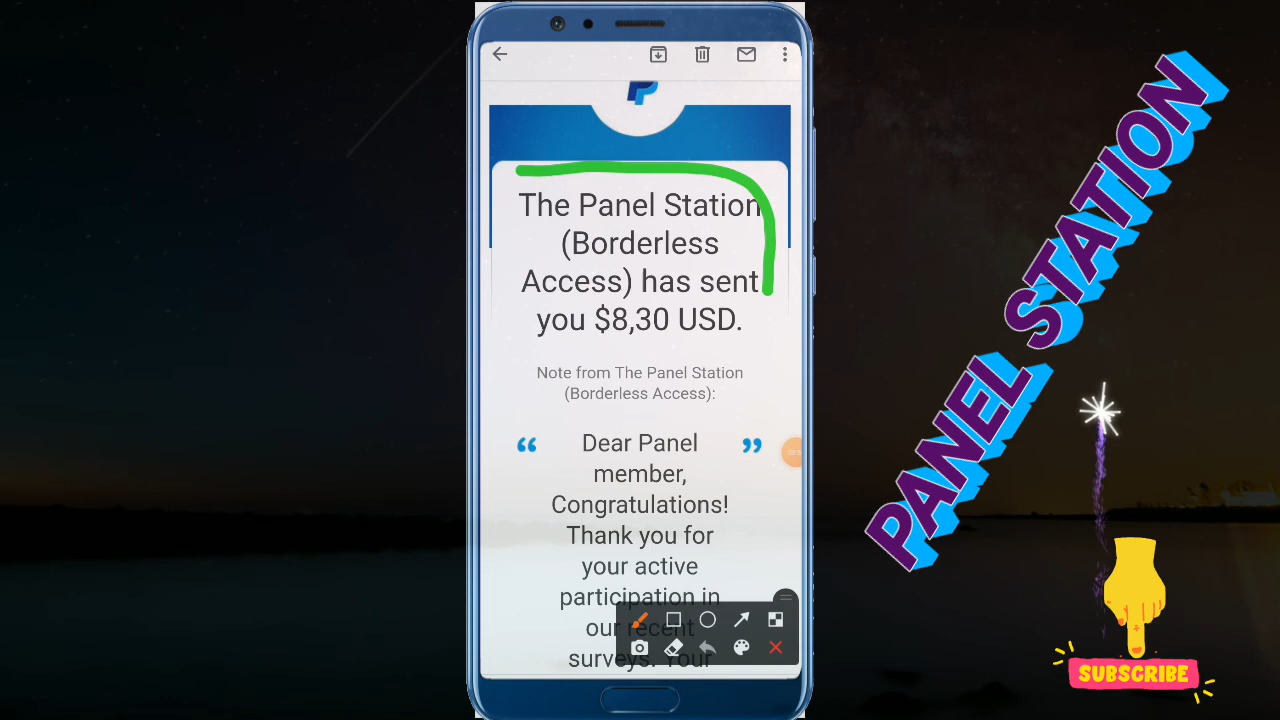 The Panel Station
(Borderless
Access) has sent
you $8,30 USD.
Note from The Panel Station
(Borderless Access):
“ Dear Panel ”
member,
Congratulations!
Thank you for
your active
participation in
our recent
surveys. Your
PANEL STATION
SUBSCRIBE